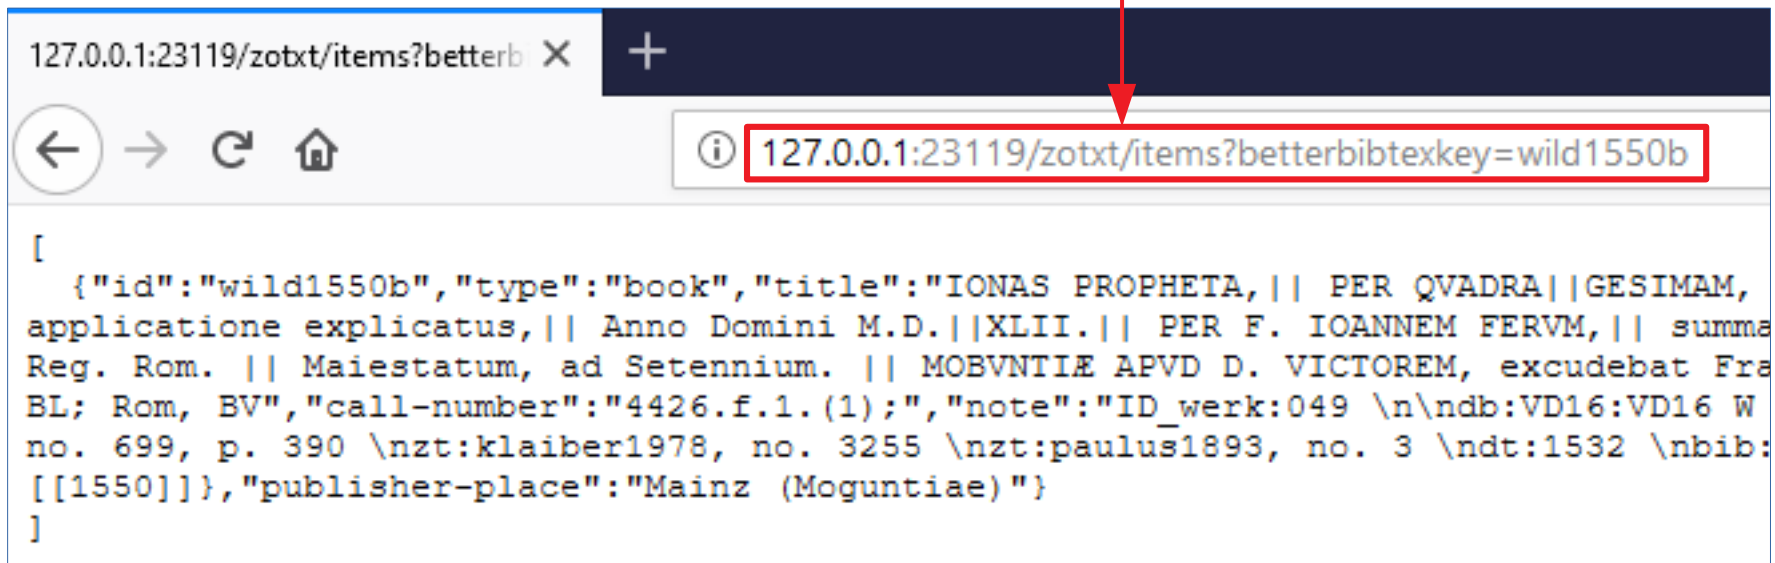 127.0.0.1:23119/zotxt/items?betterb
127.0.0.1:23119/zotxt/items?betterbibtexkey=wild1550b
[
{"id":"wild1550b","type":"book","title":"IONAS PROPHETA,|| PER QVADRA||GESIMAM,
applicatione explicatus,|| Anno Domini M.D.||XLII.|| PER F. IOANNEM FERVM,|| summa
Reg. Rom. || Maiestatum, ad Setennium. || MOBVNTIÆ APVD D. VICTOREM, excudebat Fra
BL; Rom, BV","call-number":"4426.f.1.(1);","note":"ID_werk:049 \n\ndb:VD16:VD16 W
no. 699, p. 390 \nzt:klaiber1978, no. 3255 \nzt:paulus1893, no. 3 \ndt:1532 \nbib:
[[1550]]},"publisher-place":"Mainz (Moguntiae)"}
]